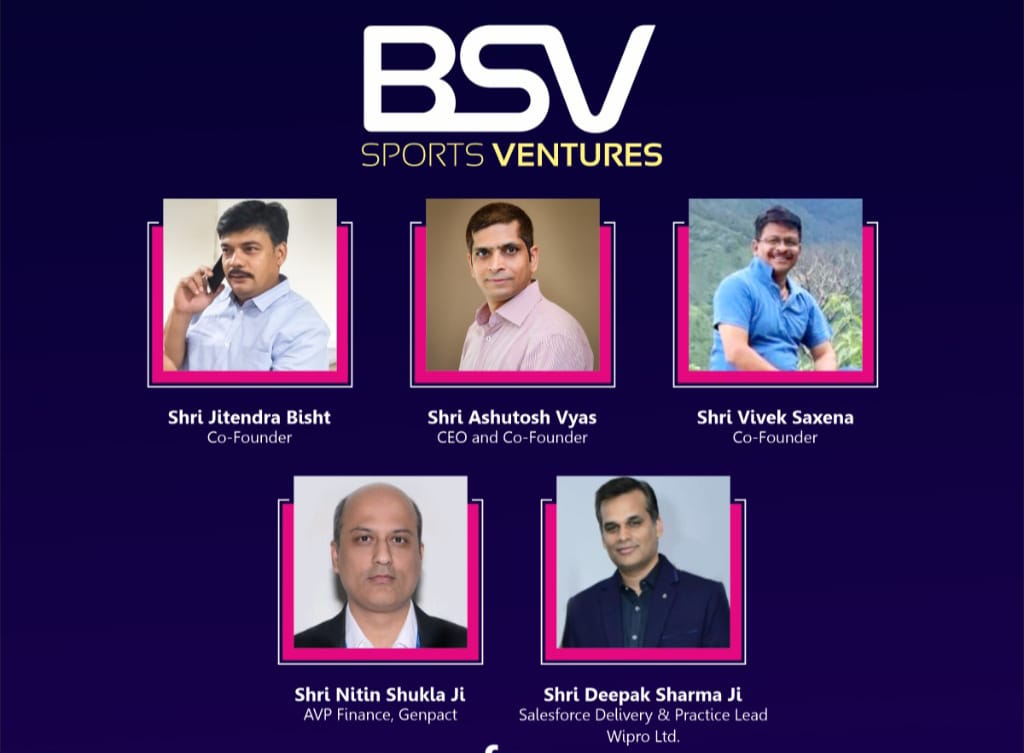 BSV
SPORTS VENTURES
Shri Jitendra Bisht
Co-Founder
Shri Ashutosh Vyas
CEO and Co-Founder
Shri Vivek Saxena
Co-Founder
Shri Nitin Shukla Ji
AVP Finance, Genpact
Shri Deepak Sharma Ji
Salesforce Delivery & Practice Lead
Wipro Ltd.